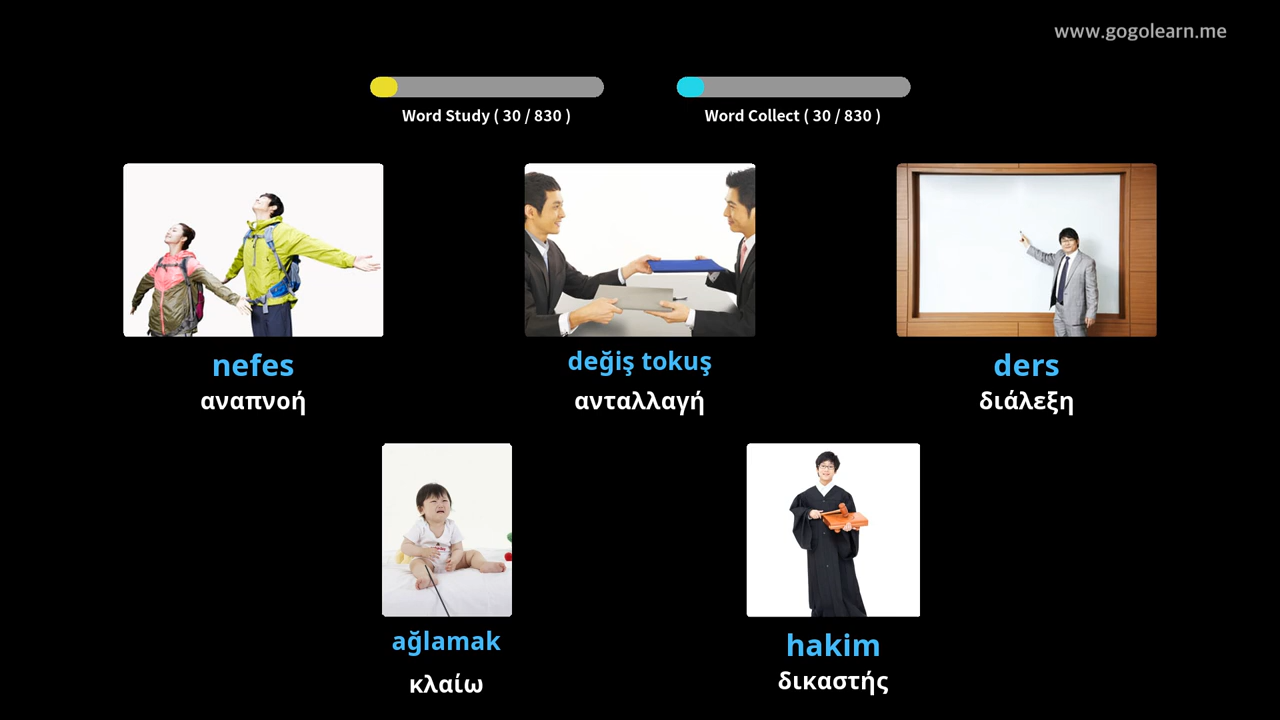 www.gogolearn.me
Word Study ( 30 / 830 )
Word Collect ( 30 / 830 )
nefes
αναπνοή
değiş tokuş
ανταλλαγή
ders
διάλεξη
ağlamak
κλαίω
hakim
δικαστής